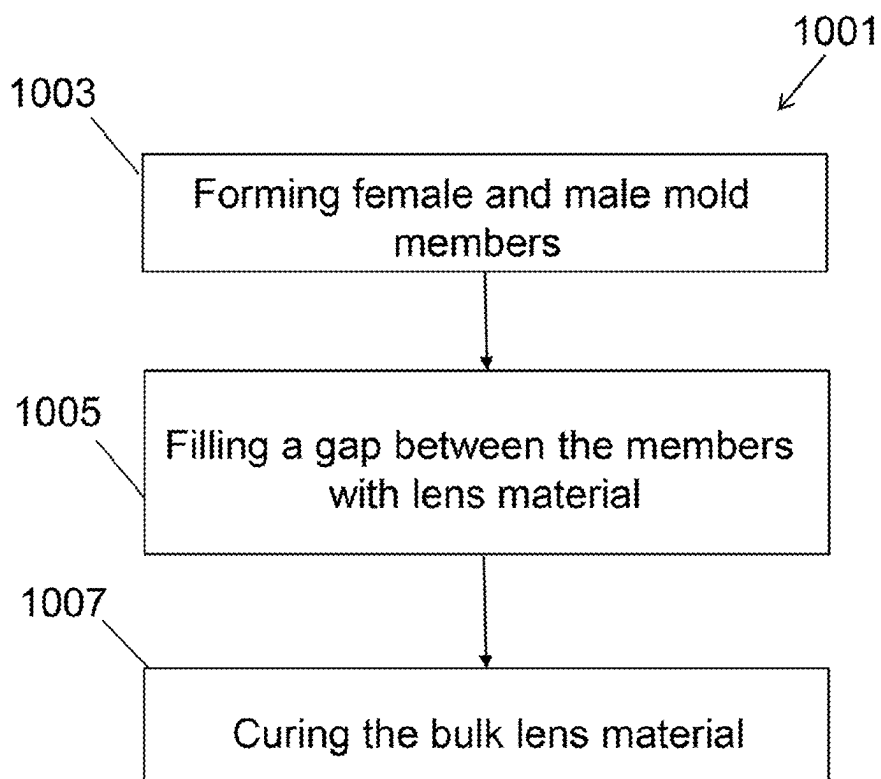 1001
1003
Forming female and male mold
members
1005
Filling a gap between the members
with lens material
1007
Curing the bulk lens material